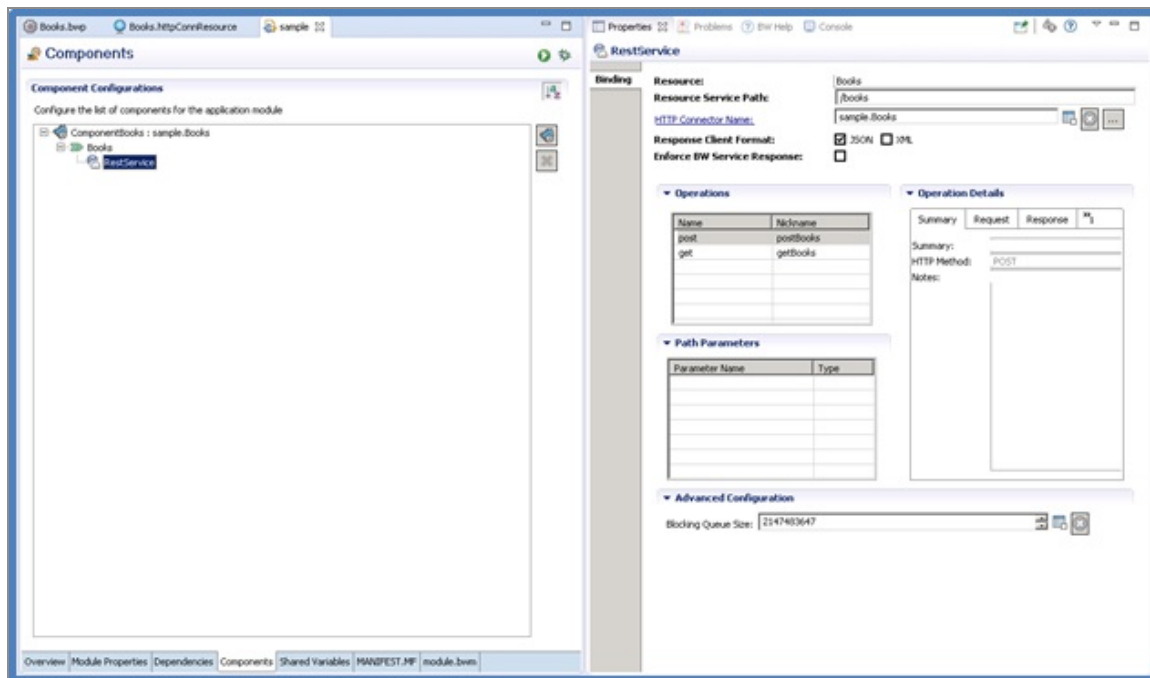 Books.bwp Books.httpConnResource sample
Components
Component Configurations
Configure the list of components for the application module
ComponentBooks : sample.Books
Books
RestService
Overview Module Properties Dependencies Components Shared Variables MANIFEST.MF module.bwm
Properties Problems BW Help Console
RestService
Binding
Resource: Books
Resource Service Path: /books
HTTP Connector Name: sample.Books ...
Response Client Format: JSON XML
Enforce BW Service Response:
Operations
Name Nickname
post postBooks
get getBooks
Path Parameters
Parameter Name Type
Operation Details
Summary Request Response »1
Summary:
HTTP Method: POST
Notes:
Advanced Configuration
Blocking Queue Size: 2147483647